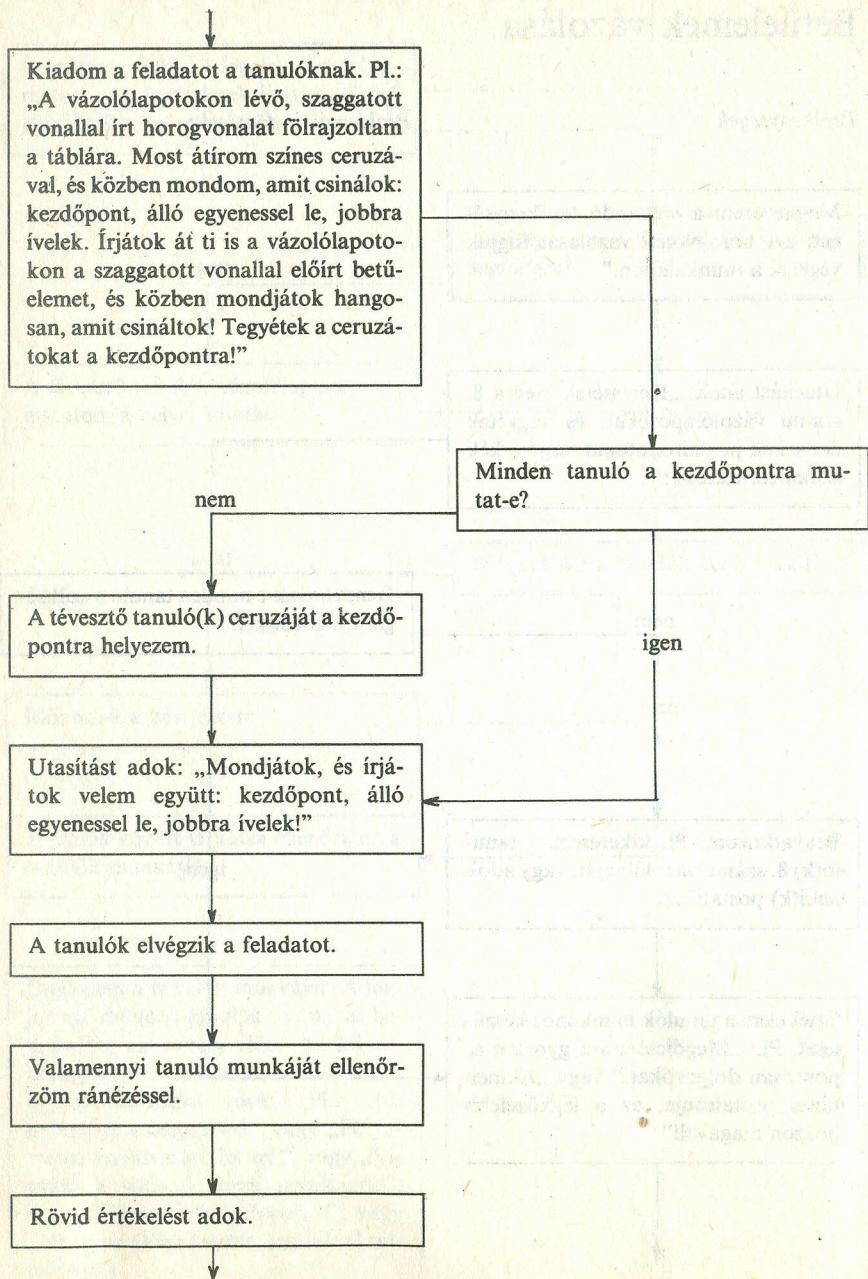 Kiadom a feladatot a tanulóknak. Pl.:
„A vázolólapotokon lévő, szaggatott
vonallal írt horogvonalat fölrajzoltam
a táblára. Most átírom színes ceruzá-
val, és közben mondom, amit csinálok:
kezdőpont, álló egyenessel le, jobbra
ívelek. Írjátok át ti is a vázolólapoto-
kon a szaggatott vonallal előírt betű-
elemet, és közben mondjátok hango-
san, amit csináltok! Tegyétek a ceruzá-
tokat a kezdőpontra!”
Minden tanuló a kezdőpontra mu-
tat-e?
nem
A tévesztő tanuló(k) ceruzáját a kezdő-
pontra helyezem.
igen
Utasítást adok: „Mondjátok, és írjá-
tok velem együtt: kezdőpont, álló
egyenessel le, jobbra ívelek!”
A tanulók elvégzik a feladatot.
Valamennyi tanuló munkáját ellenőr-
zöm ránézéssel.
Rövid értékelést adok.